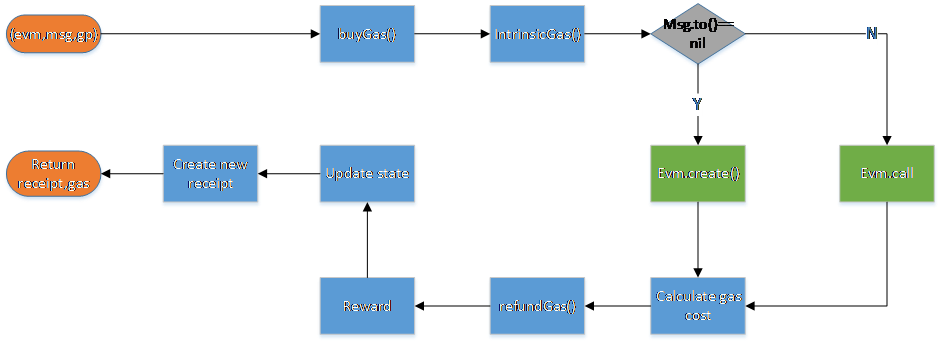 (evm,msg,gp)
buyGas()
IntrinsicGas()
Msg.to()==
nil
N
Y
Return
receipt,gas
Create new
receipt
Update state
Evm.create()
Evm.call
Reward
refundGas()
Calculate gas
cost